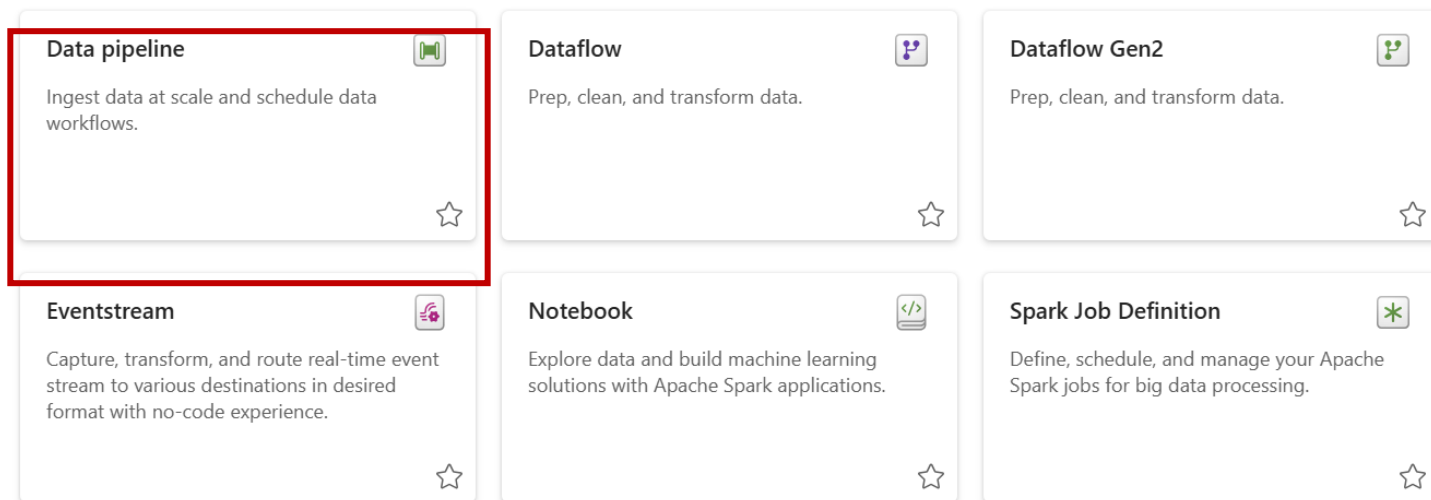 Data pipeline
Ingest data at scale and schedule data
workflows.
Dataflow
Prep, clean, and transform data.
Dataflow Gen2
Prep, clean, and transform data.
Eventstream
Capture, transform, and route real-time event
stream to various destinations in desired
format with no-code experience.
Notebook
</>
Explore data and build machine learning
solutions with Apache Spark applications.
Spark Job Definition
Define, schedule, and manage your Apache
Spark jobs for big data processing.